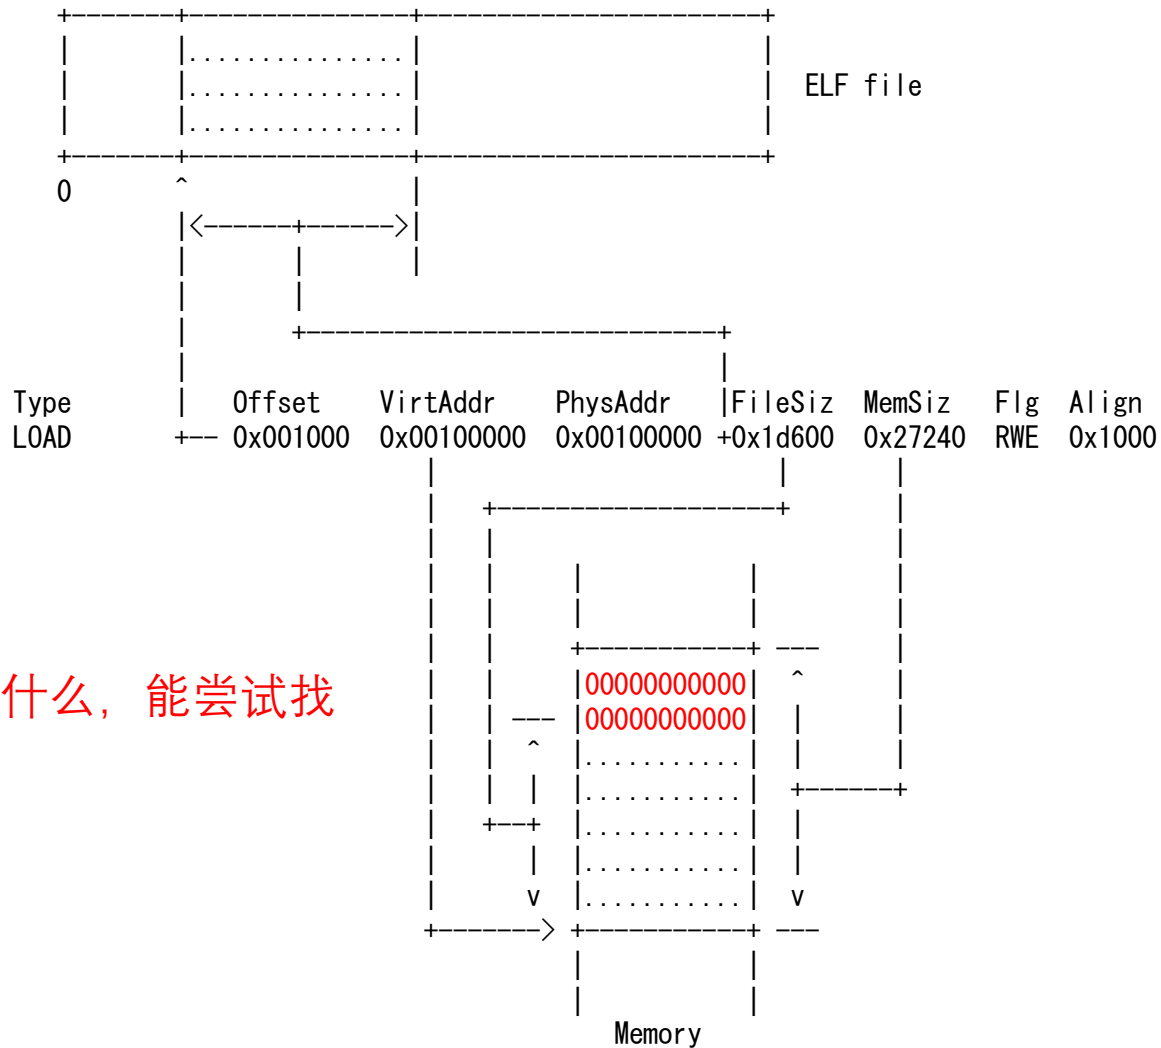 ELF file
0
Type Offset VirtAddr PhysAddr FileSiz MemSiz Flg Align
LOAD 0x001000 0x00100000 0x00100000 0x1d600 0x27240 RWE 0x1000
什么，能尝试找
00000000000
00000000000
Memory